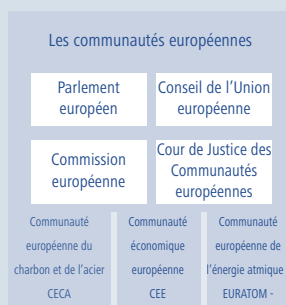 Les communautés européennes
Parlement
européen
Conseil de l'Union
européenne
Commission
européenne
Cour de Justice des
Communautés
européennes
Communauté
européenne du
charbon et de l'acier
CECA
Communauté
économique
européenne
CEE
Communauté
européenne de
l'énergie atmique
EURATOM -